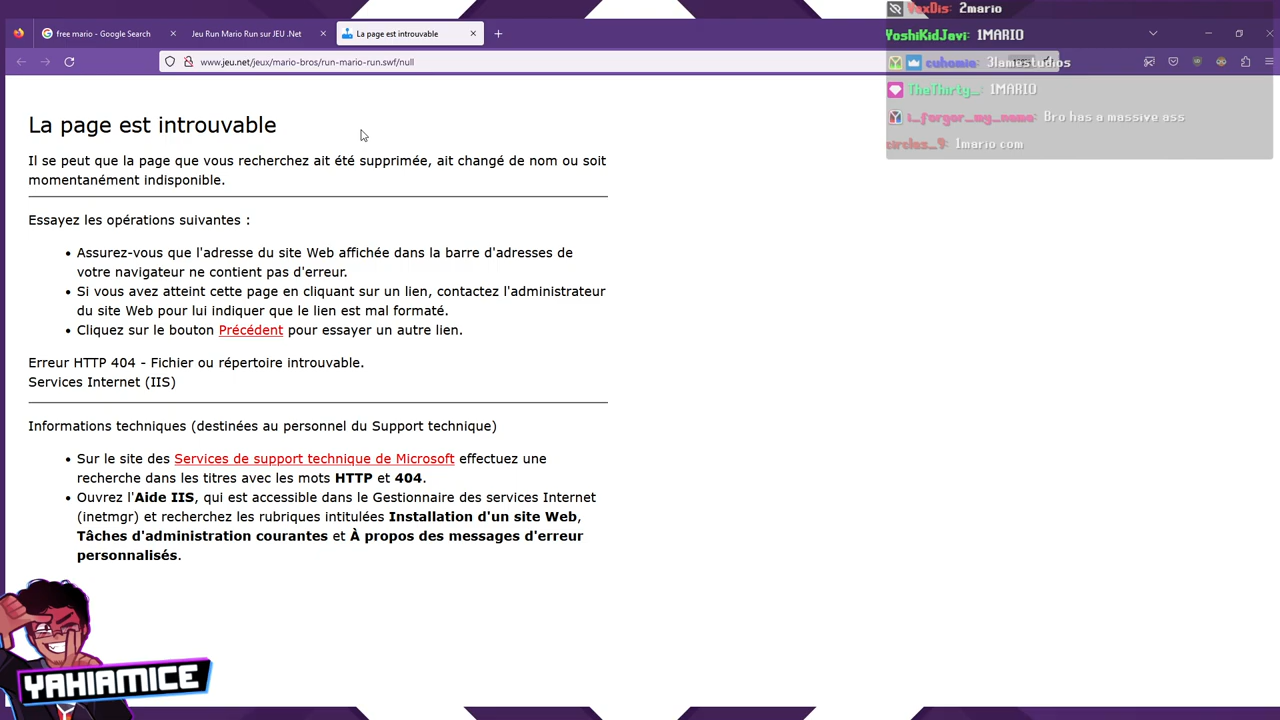 free mario - Google Search
Jeu Run Mario Run sur JEU .Net
La page est introuvable
www.jeu.net/jeux/mario-bros/run-mario-run.swf/null
VoxDis: 2mario
YoshiKidJavi: 1MARIO
cuhomie: 3lamestudios
TheThirty_: 1MARIO
i_forgor_my_name: Bro has a massive ass
circles_9: 1mario com
La page est introuvable
Il se peut que la page que vous recherchez ait été supprimée, ait changé de nom ou soit
momentanément indisponible.
Essayez les opérations suivantes :
• Assurez-vous que l'adresse du site Web affichée dans la barre d'adresses de
votre navigateur ne contient pas d'erreur.
• Si vous avez atteint cette page en cliquant sur un lien, contactez l'administrateur
du site Web pour lui indiquer que le lien est mal formaté.
• Cliquez sur le bouton Précédent pour essayer un autre lien.
Erreur HTTP 404 - Fichier ou répertoire introuvable.
Services Internet (IIS)
Informations techniques (destinées au personnel du Support technique)
• Sur le site des Services de support technique de Microsoft effectuez une
recherche dans les titres avec les mots HTTP et 404.
• Ouvrez l'Aide IIS, qui est accessible dans le Gestionnaire des services Internet
(inetmgr) et recherchez les rubriques intitulées Installation d'un site Web,
Tâches d'administration courantes et À propos des messages d'erreur
personnalisés.
YAHIAMICE